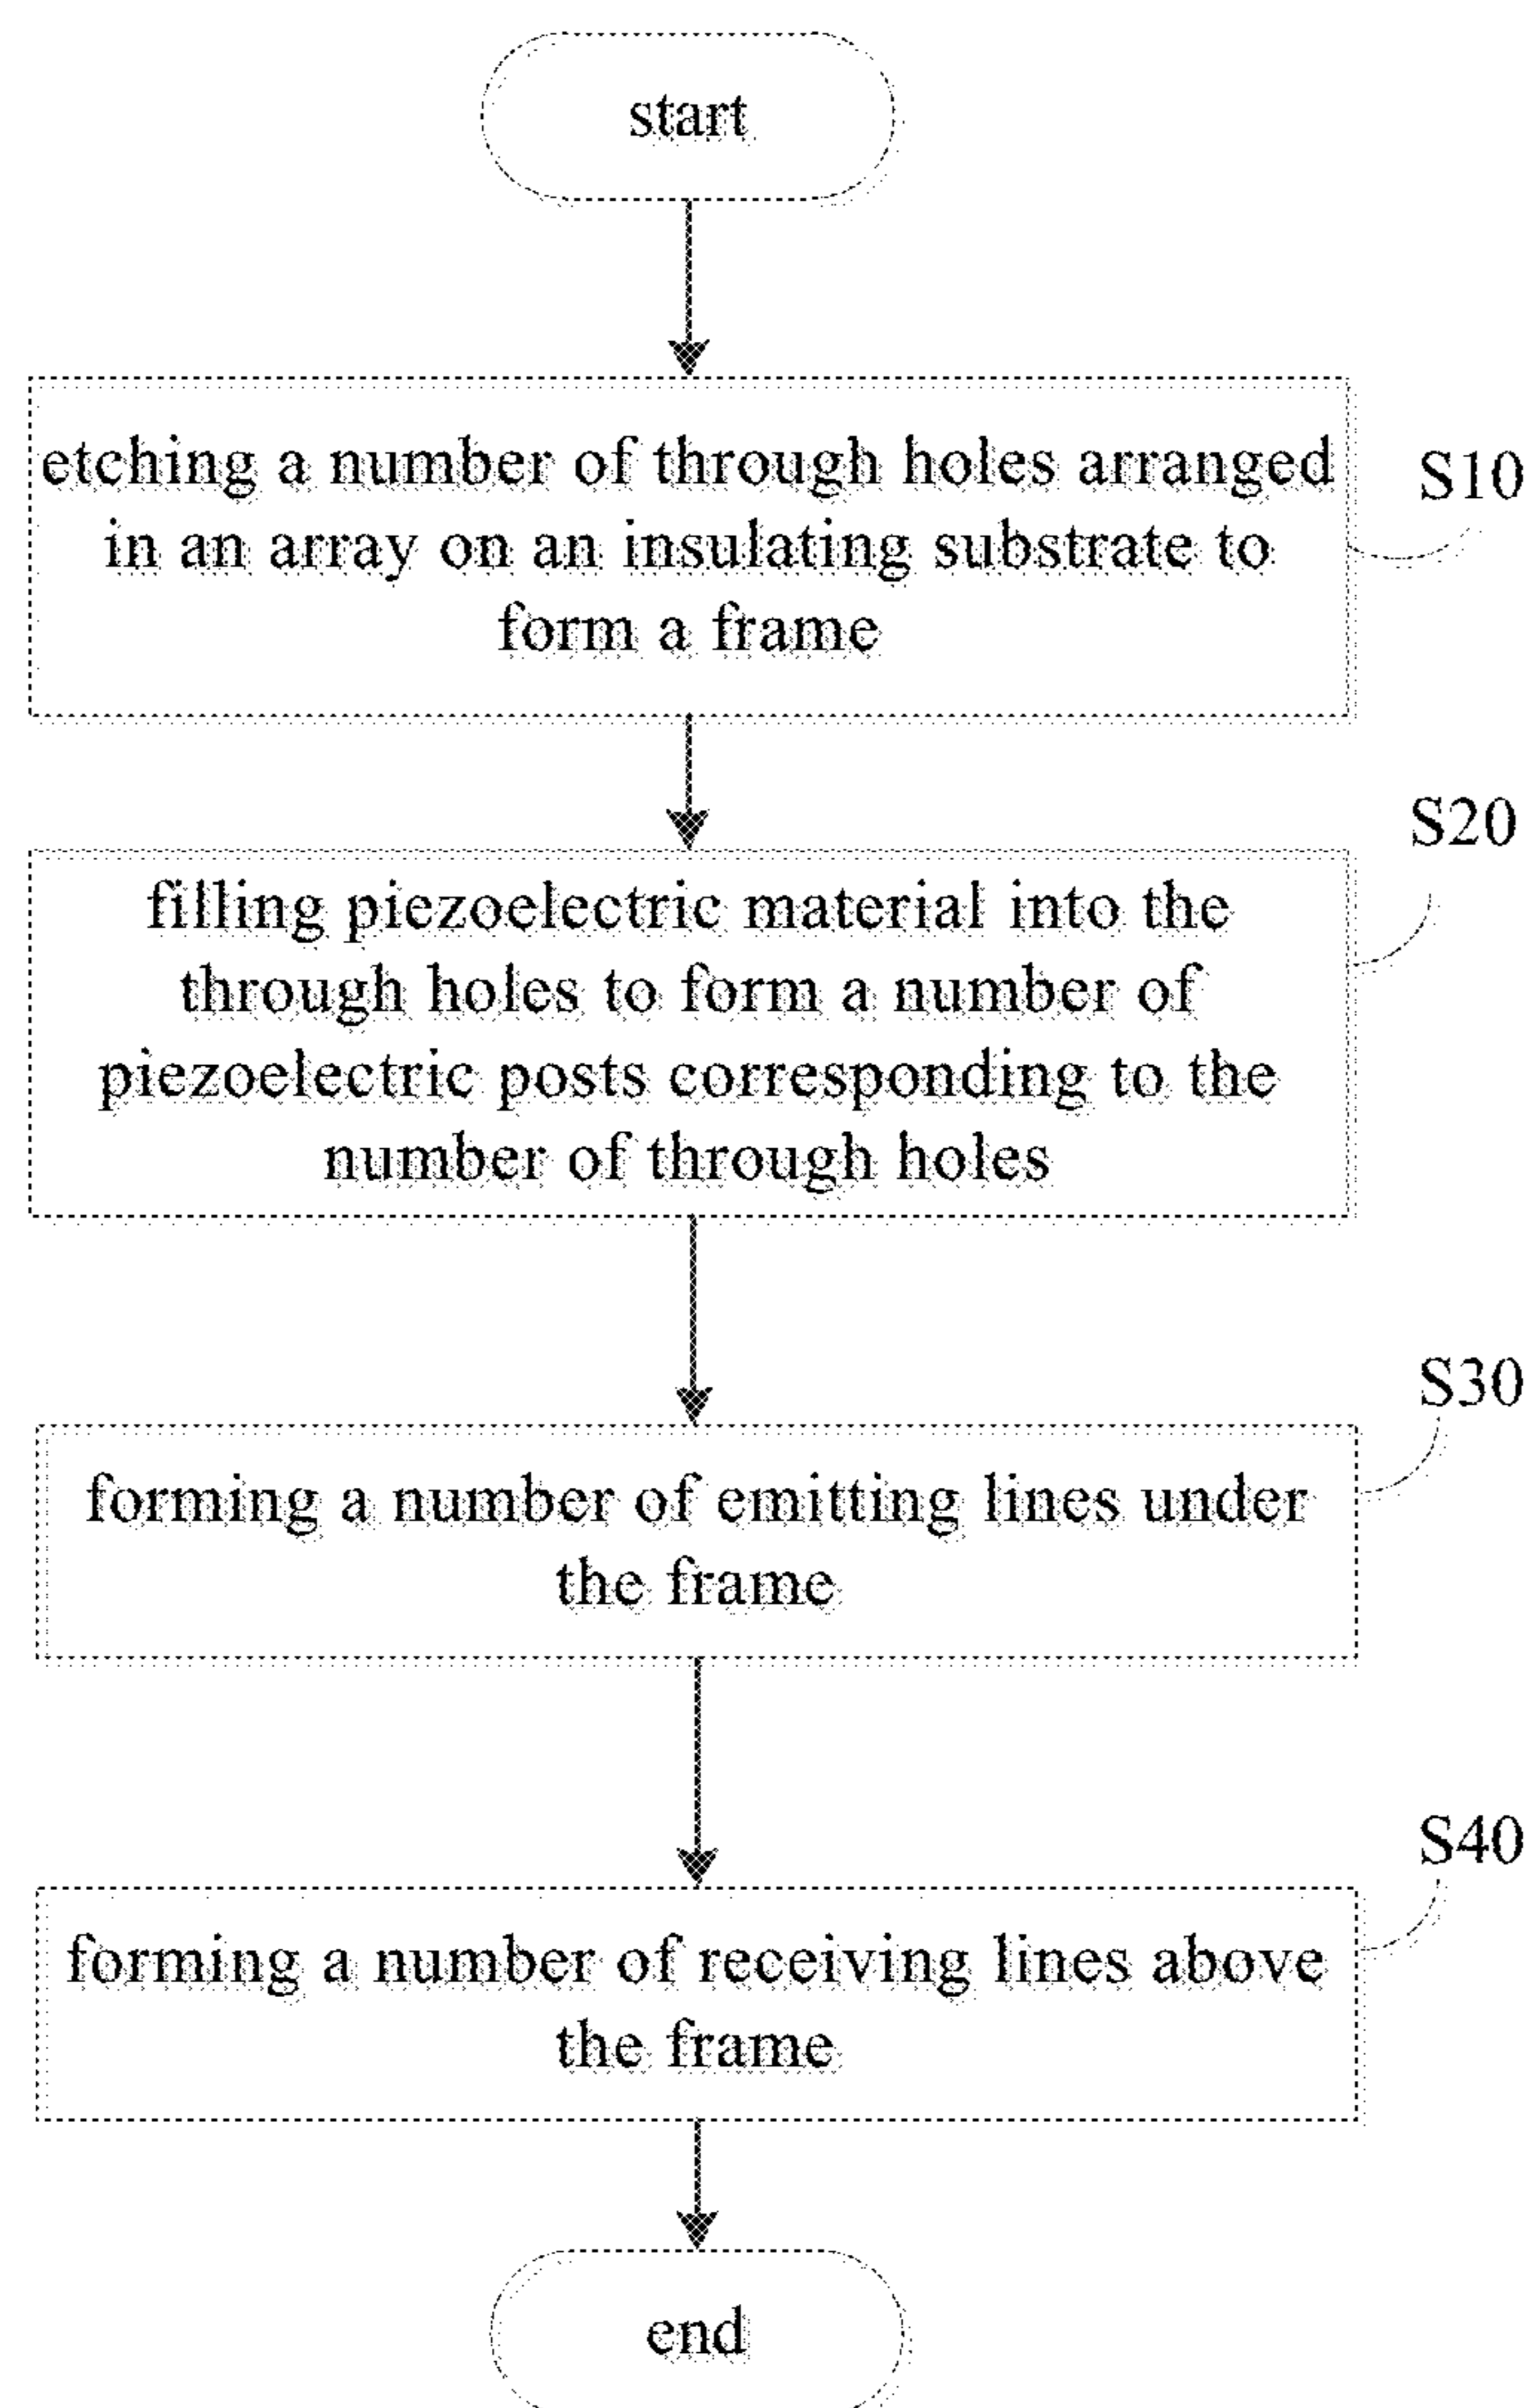 start
etching a number of through holes arranged
in an array on an insulating substrate to
form a frame
S10
filling piezoelectric material into the
through holes to form a number of
piezoelectric posts corresponding to the
number of through holes
S20
forming a number of emitting lines under
the frame
S30
forming a number of receiving lines above
the frame
S40
end